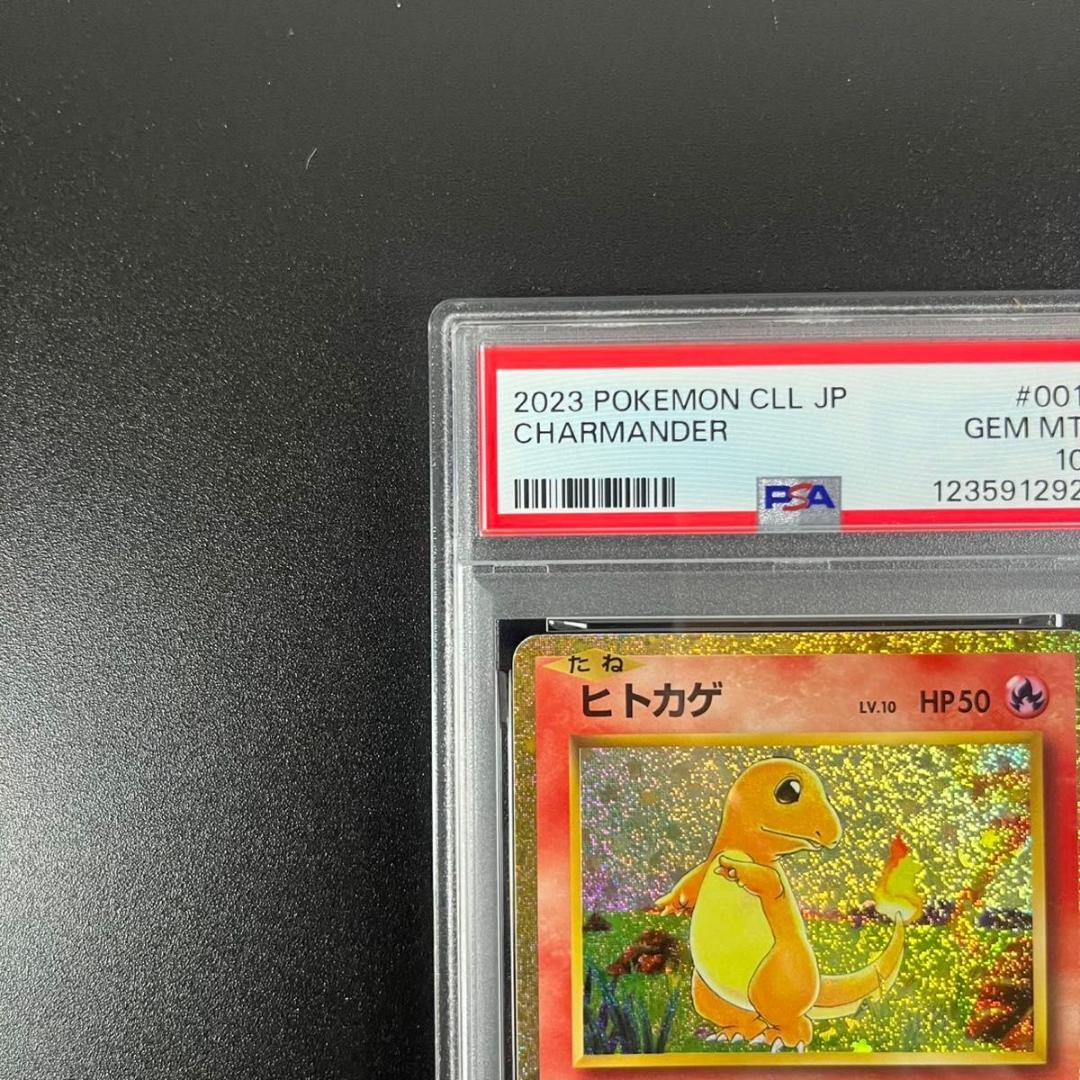 2023 POKEMON CLL JP #001
CHARMANDER GEM MT
10
PSA 123591292
たね
ヒトカゲ LV.10 HP50